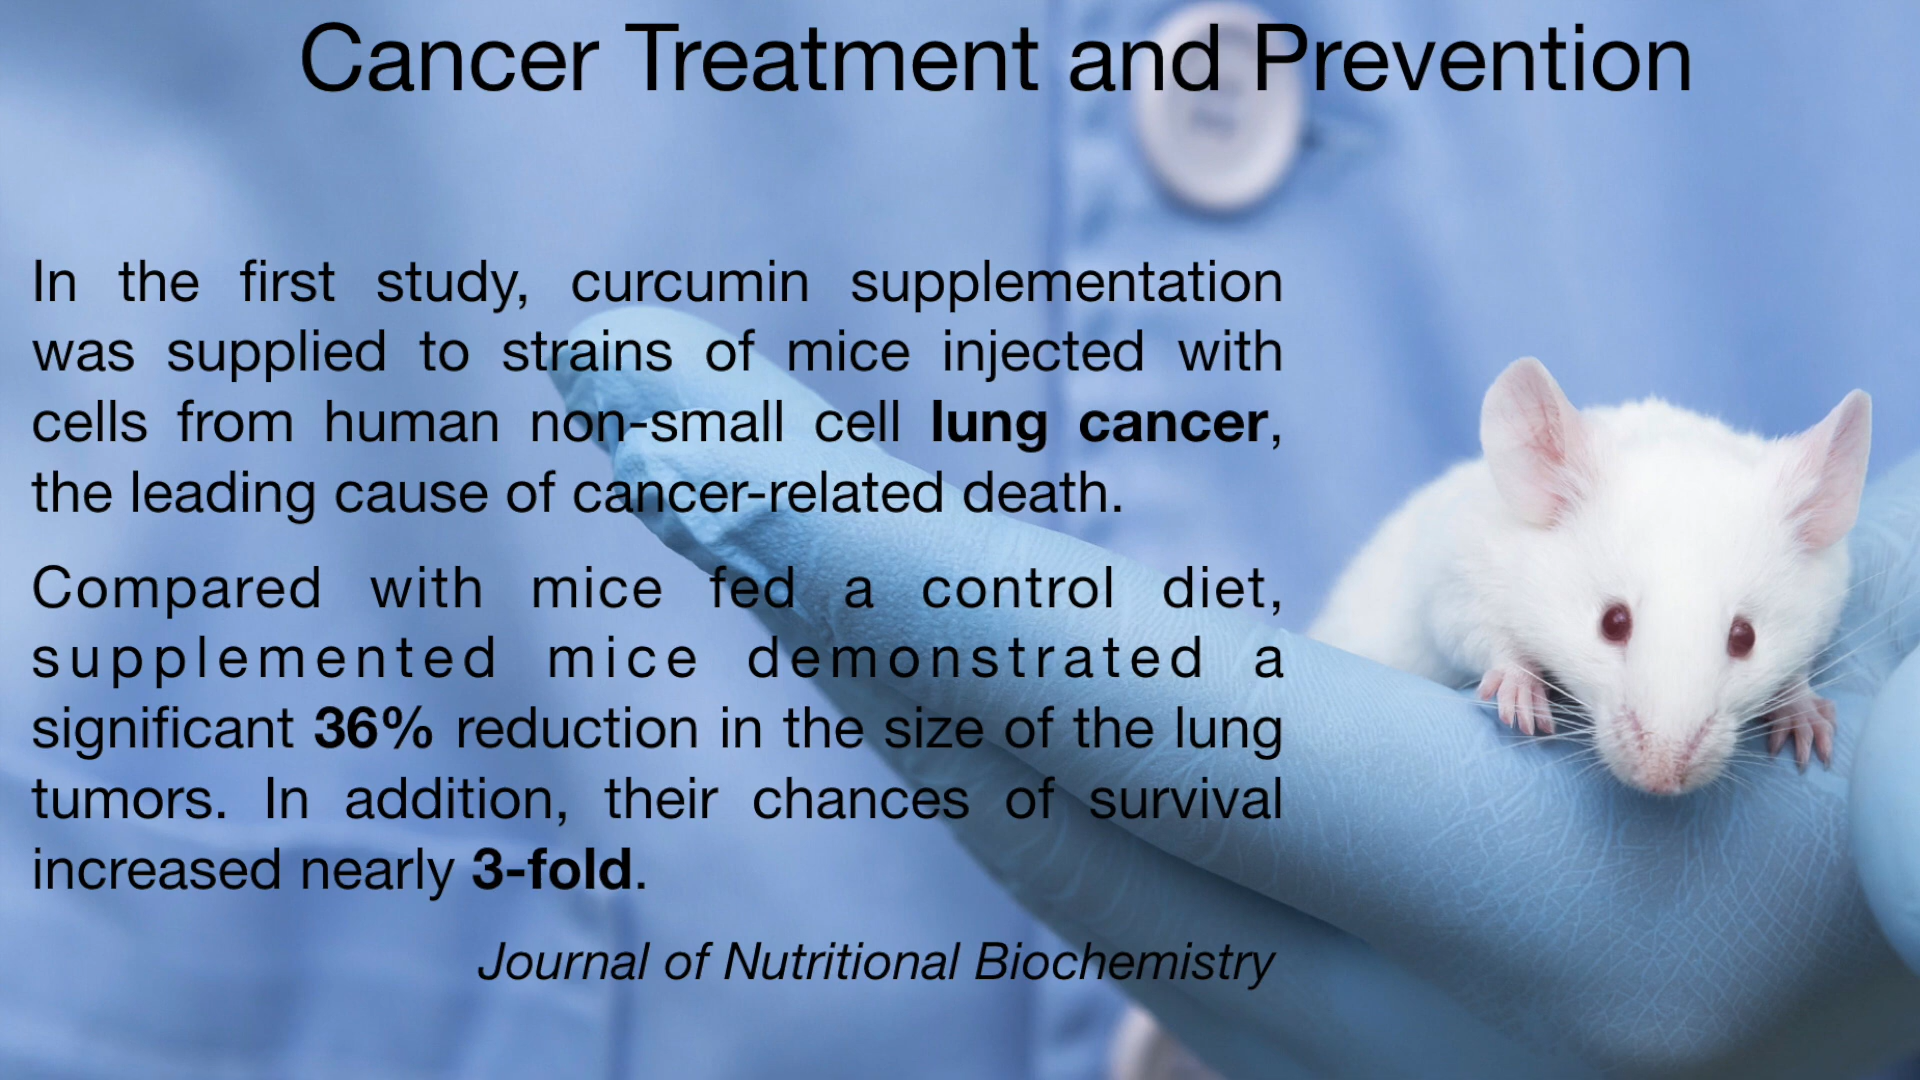 Cancer Treatment and Prevention
In the first study, curcumin supplementation
was supplied to strains of mice injected with
cells from human non-small cell lung cancer,
the leading cause of cancer-related death.
Compared with mice fed a control diet,
supplemented mice demonstrated a
significant 36% reduction in the size of the lung
tumors. In addition, their chances of survival
increased nearly 3-fold.
Journal of Nutritional Biochemistry